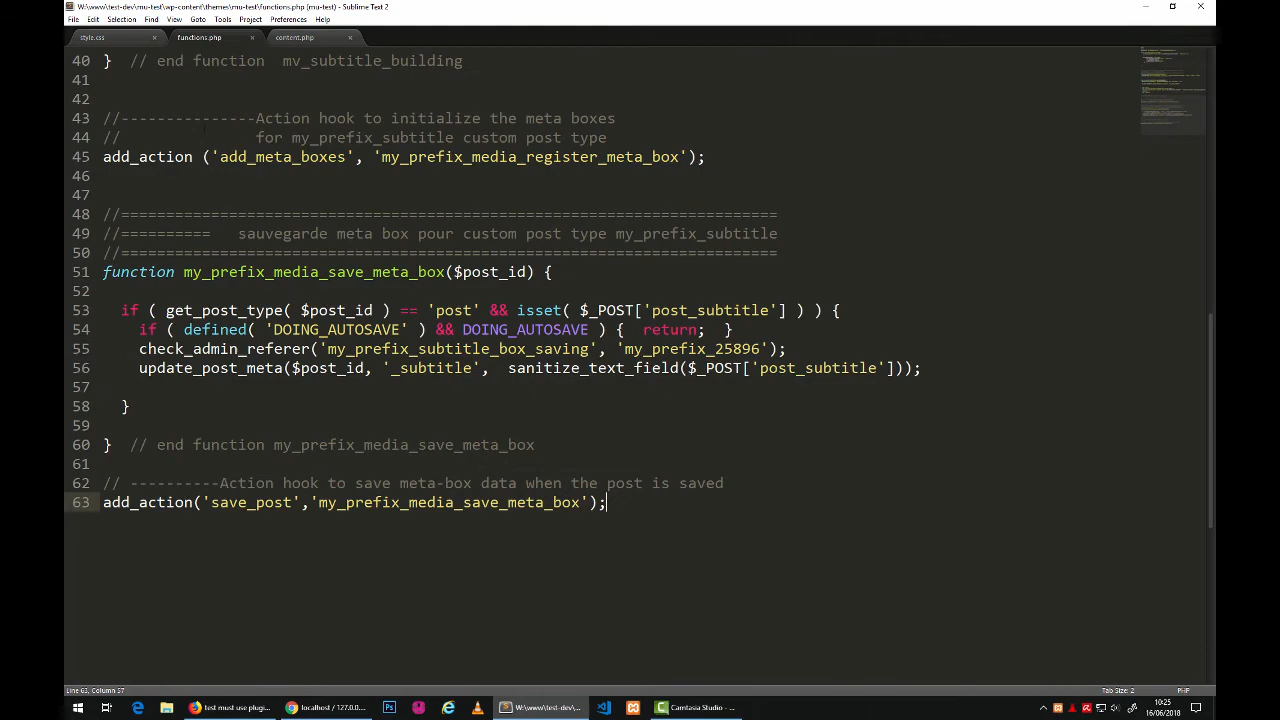 W:\www\test-dev\mu-test\wp-content\themes\mu-test\functions.php (mu-test) - Sublime Text 2
File Edit Selection Find View Goto Tools Project Preferences Help
style.css × functions.php × content.php ×
40 } // end function mv_subtitle_building
41
42
43 //---------------Action hook to initialize the meta boxes
44 // for my_prefix_subtitle custom post type
45 add_action ('add_meta_boxes', 'my_prefix_media_register_meta_box');
46
47
48 //=========================================================================
49 //========== sauvegarde meta box pour custom post type my_prefix_subtitle
50 //=========================================================================
51 function my_prefix_media_save_meta_box($post_id) {
52
53 if ( get_post_type( $post_id ) == 'post' && isset( $_POST['post_subtitle'] ) ) {
54 if ( defined( 'DOING_AUTOSAVE' ) && DOING_AUTOSAVE ) { return; }
55 check_admin_referer('my_prefix_subtitle_box_saving', 'my_prefix_25896');
56 update_post_meta($post_id, '_subtitle', sanitize_text_field($_POST['post_subtitle']));
57
58 }
59
60 } // end function my_prefix_media_save_meta_box
61
62 // ----------Action hook to save meta-box data when the post is saved
63 add_action('save_post','my_prefix_media_save_meta_box');
Line 63, Column 57 Tab Size: 2 PHP
test must use plugi... localhost / 127.0.0... W:\www\test-dev\... Camtasia Studio - ... 10:25
16/06/2018